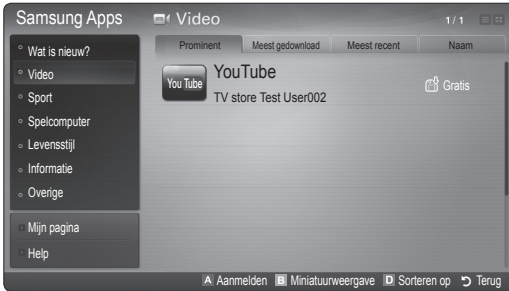 Samsung Apps
Video
1 / 1
Wat is nieuw?
Video
Sport
Spelcomputer
Levensstijl
Informatie
Overige
Mijn pagina
Help
Prominent
Meest gedownload
Meest recent
Naam
You Tube
YouTube
TV store Test User002
Gratis
A Aanmelden B Miniatuurweergave D Sorteren op Terug